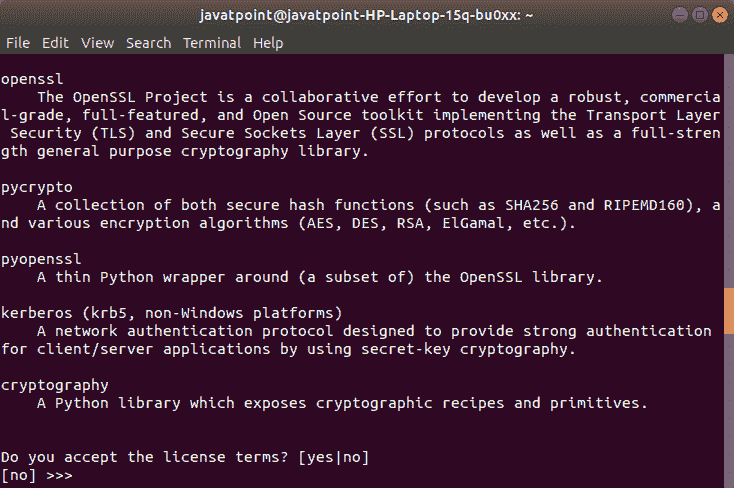 javatpoint@javatpoint-HP-Laptop-15q-bu0xx: ~
File Edit View Search Terminal Help
openssl
The OpenSSL Project is a collaborative effort to develop a robust, commercia
l-grade, full-featured, and Open Source toolkit implementing the Transport Layer
Security (TLS) and Secure Sockets Layer (SSL) protocols as well as a full-stren
gth general purpose cryptography library.
pycrypto
A collection of both secure hash functions (such as SHA256 and RIPEMD160), a
nd various encryption algorithms (AES, DES, RSA, ElGamal, etc.).
pyopenssl
A thin Python wrapper around (a subset of) the OpenSSL library.
kerberos (krb5, non-Windows platforms)
A network authentication protocol designed to provide strong authentication
for client/server applications by using secret-key cryptography.
cryptography
A Python library which exposes cryptographic recipes and primitives.
Do you accept the license terms? [yes|no]
[no] >>>